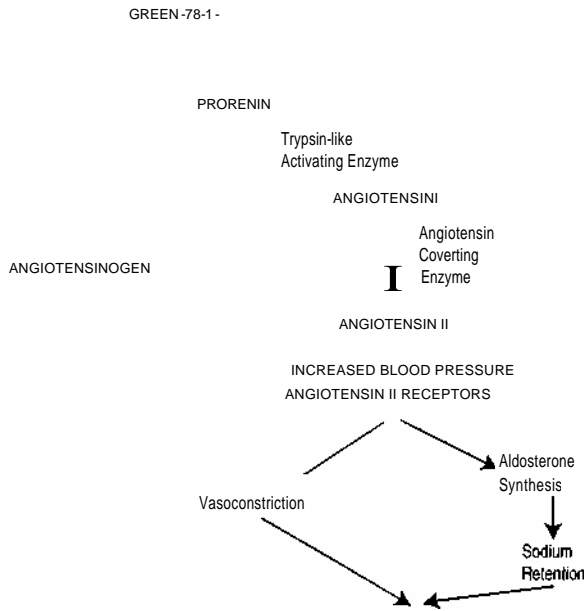 GREEN-78-1-
PRORENIN
Trypsin-like
Activating Enzyme
ANGIOTENSINI
Angiotensin
Coverting
Enzyme
ANGIOTENSINOGEN
I
ANGIOTENSIN II
INCREASED BLOOD PRESSURE
ANGIOTENSIN II RECEPTORS
Aldosterone
Synthesis
Vasoconstriction
Sodium
Retention